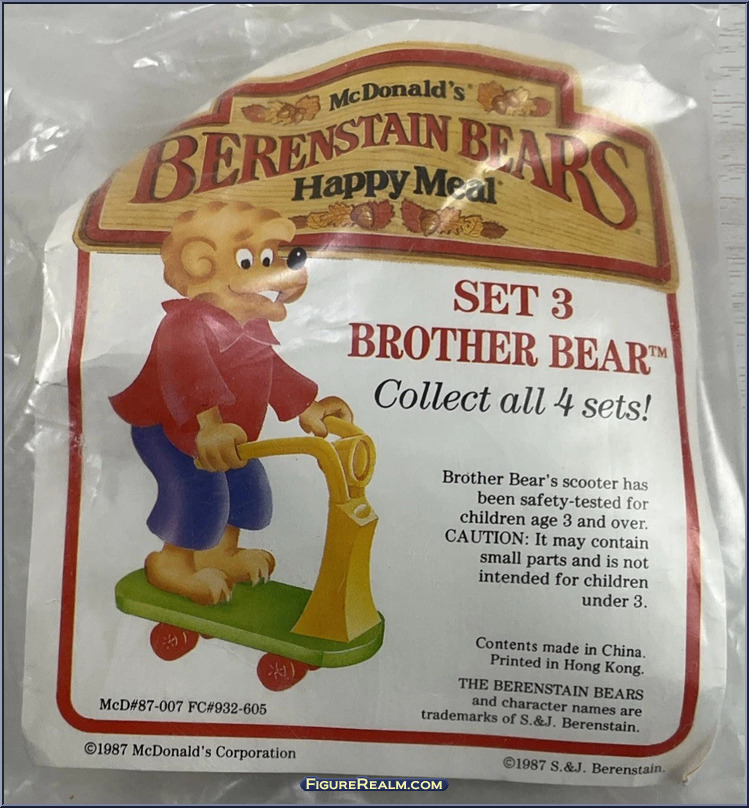 McDonald's
BERENSTAIN BEARS
Happy Meal
SET 3
BROTHER BEAR™
Collect all 4 sets!
Brother Bear's scooter has
been safety-tested for
children age 3 and over.
CAUTION: It may contain
small parts and is not
intended for children
under 3.
Contents made in China.
Printed in Hong Kong.
THE BERENSTAIN BEARS
and character names are
trademarks of S.&J. Berenstain.
McD#87-007 FC#932-605
©1987 McDonald's Corporation
©1987 S.&J. Berenstain.
FIGUREREALM.COM